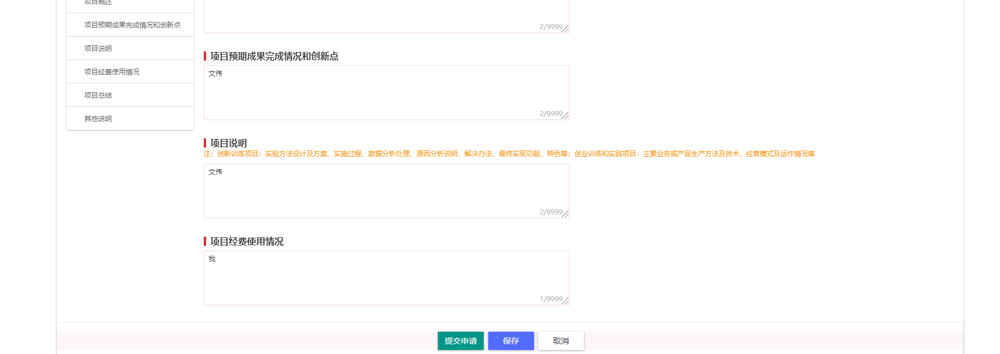 项目概述
项目预期成果完成情况和创新点
项目说明
项目经费使用情况
项目总结
其他说明
2/9999
项目预期成果完成情况和创新点
文伟
2/9999
项目说明
注：创新训练项目：实验方法设计及方案、实施过程、数据分析处理、原因分析说明、解决办法、最终实现功能、特色等；创业训练和实践项目：主要业务或产品生产方法及技术、经营模式及运作情况等
文伟
2/9999
项目经费使用情况
我
1/9999
提交申请
保存
取消